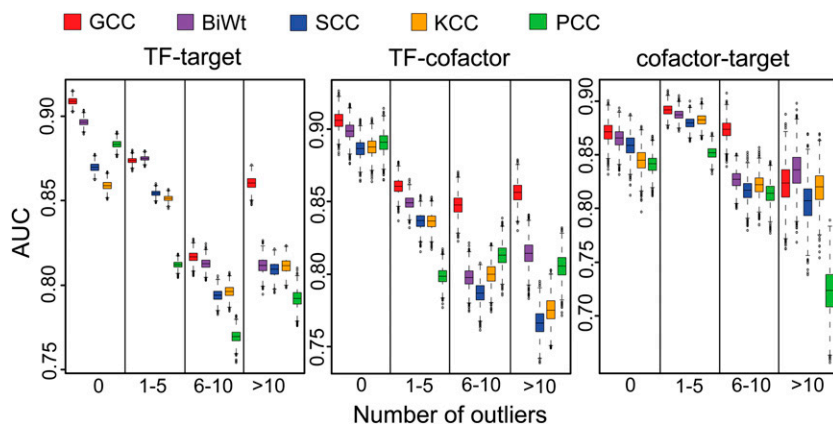 GCC BiWt SCC KCC PCC
TF-target TF-cofactor cofactor-target
AUC
0.90
0.85
0.80
0.75
0.90
0.85
0.80
0.75
0.90
0.85
0.80
0.75
0.70
0 1-5 6-10 >10 0 1-5 6-10 >10 0 1-5 6-10 >10
Number of outliers